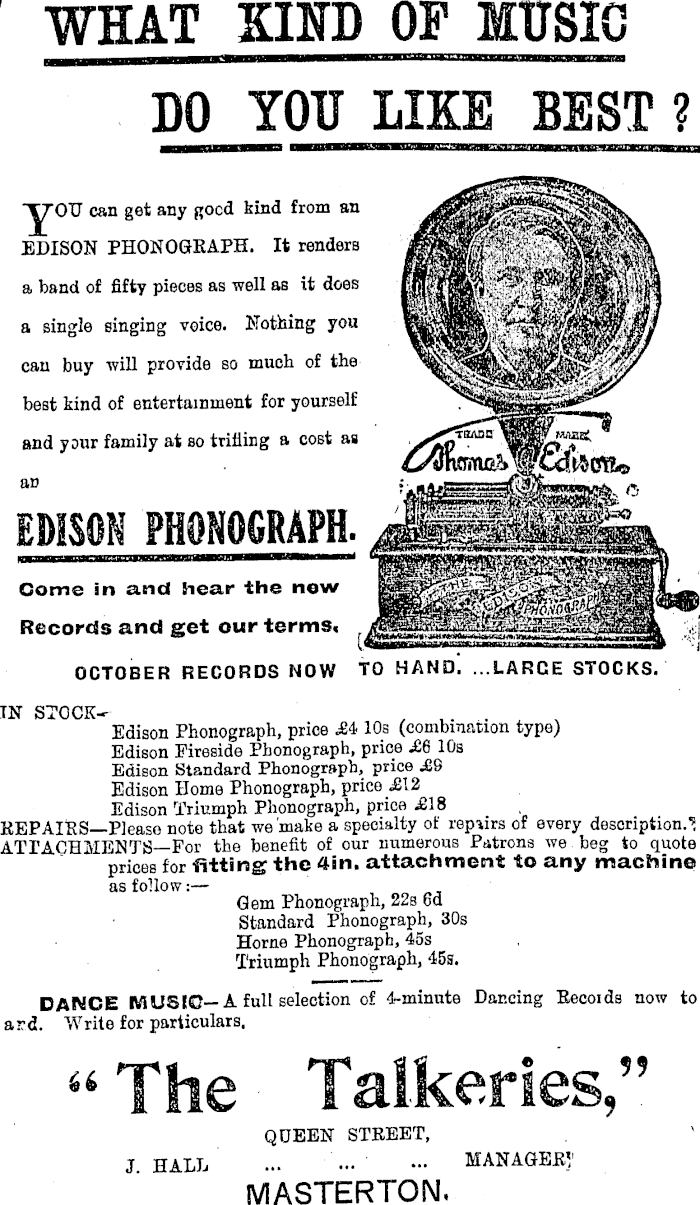 WHAT KIND OF MUSIC
DO YOU LIKE BEST?
YOU can get any good kind from an
EDISON PHONOGRAPH. It renders
a band of fifty pieces as well as it does
a single singing voice. Nothing you
can buy will provide so much of the
best kind of entertainment for yourself
and your family at so trifling a cost as
an
EDISON PHONOGRAPH.
Come in and hear the new
Records and get our terms.
TRADE MARK
Thomas A Edison.
EDISON
PHONOGRAPH
OCTOBER RECORDS NOW TO HAND. ...LARGE STOCKS.
IN STOCK—
Edison Phonograph, price £4 10s (combination type)
Edison Fireside Phonograph, price £6 10s
Edison Standard Phonograph, price £9
Edison Home Phonograph, price £12
Edison Triumph Phonograph, price £18
REPAIRS—Please note that we make a specialty of repairs of every description.
ATTACHMENTS—For the benefit of our numerous Patrons we beg to quote
prices for fitting the 4in. attachment to any machine
as follow:—
Gem Phonograph, 22s 6d
Standard Phonograph, 30s
Horne Phonograph, 45s
Triumph Phonograph, 45s.
DANCE MUSIC—A full selection of 4-minute Dancing Records now to
and. Write for particulars.
"The Talkeries,"
QUEEN STREET,
J. HALL ... ... ... MANAGER
MASTERTON.